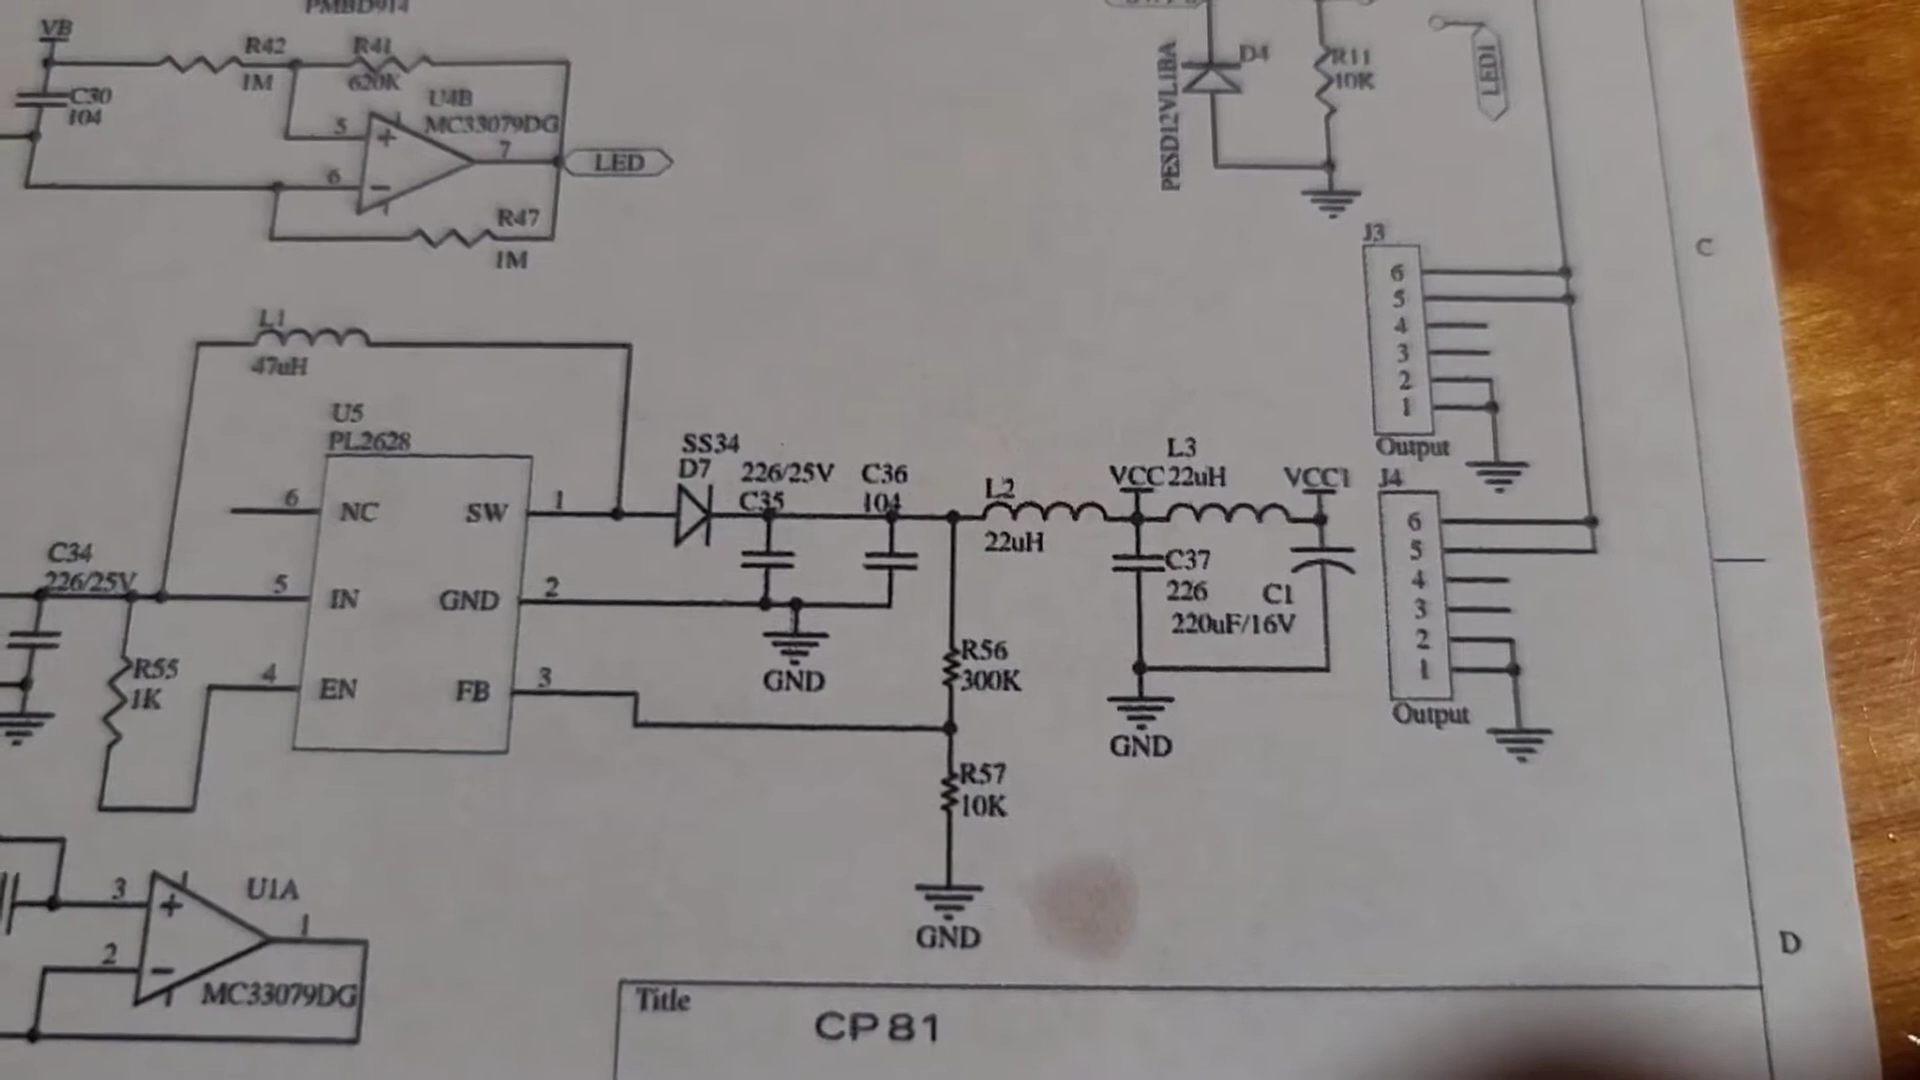 PMBD914
VB
R42
1M
R41
620K
C30
104
U4B
MC33079DG
5
6
7
LED
R47
1M
PESD12VL1BA
D4
R11
10K
LED1
C
J3
6
5
4
3
2
1
Output
L1
47uH
U5
PL2628
6
NC
SW
1
5
IN
GND
2
4
EN
FB
3
C34
226/25V
R55
1K
SS34
D7
226/25V
C35
C36
104
GND
L2
22uH
VCC
L3
22uH
VCC1
C37
226
C1
220uF/16V
GND
R56
300K
R57
10K
GND
J4
6
5
4
3
2
1
Output
3
2
U1A
1
MC33079DG
D
Title
CP81